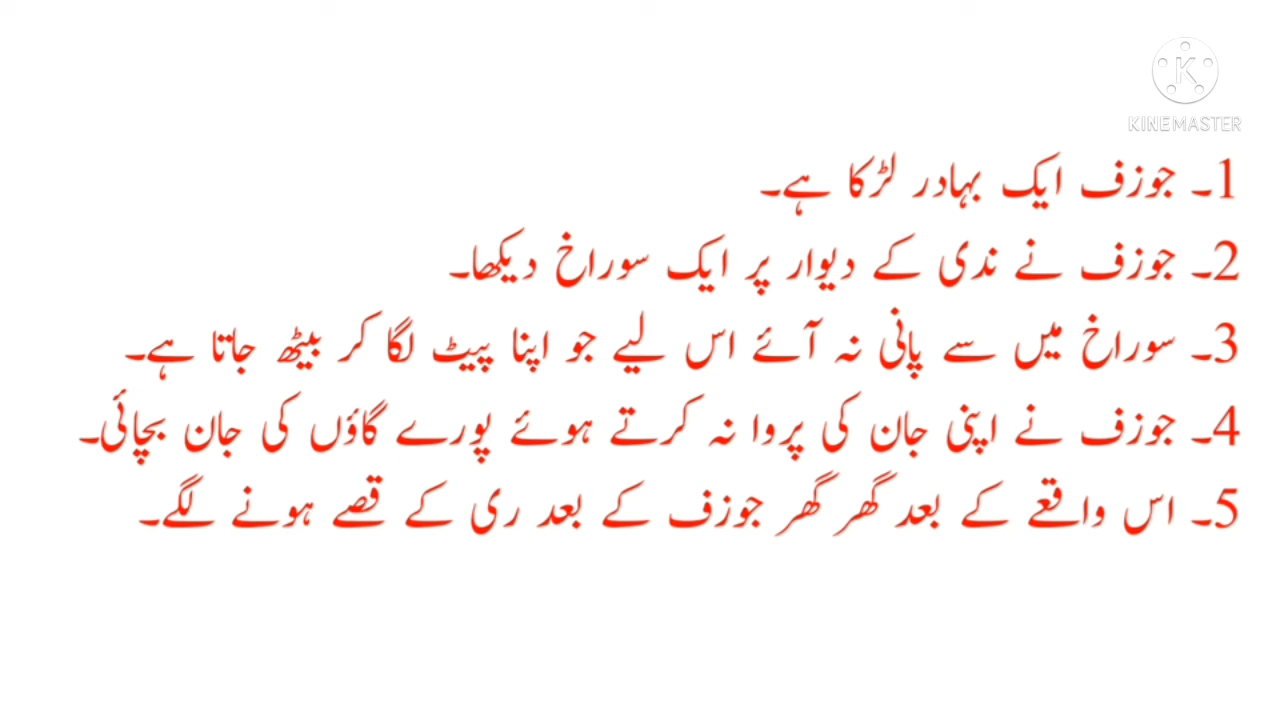 KINEMASTER
1۔ جوزف ایک بہادر لڑکا ہے۔
2۔ جوزف نے ندی کے دیوار پر ایک سوراخ دیکھا۔
3۔ سوراخ میں سے پانی نہ آئے اس لیے جو اپنا پیٹ لگا کر بیٹھ جاتا ہے۔
4۔ جوزف نے اپنی جان کی پروا نہ کرتے ہوئے پورے گاؤں کی جان بچائی۔
5۔ اس واقعے کے بعد گھر گھر جوزف کے بعد ری کے قصے ہونے لگے۔